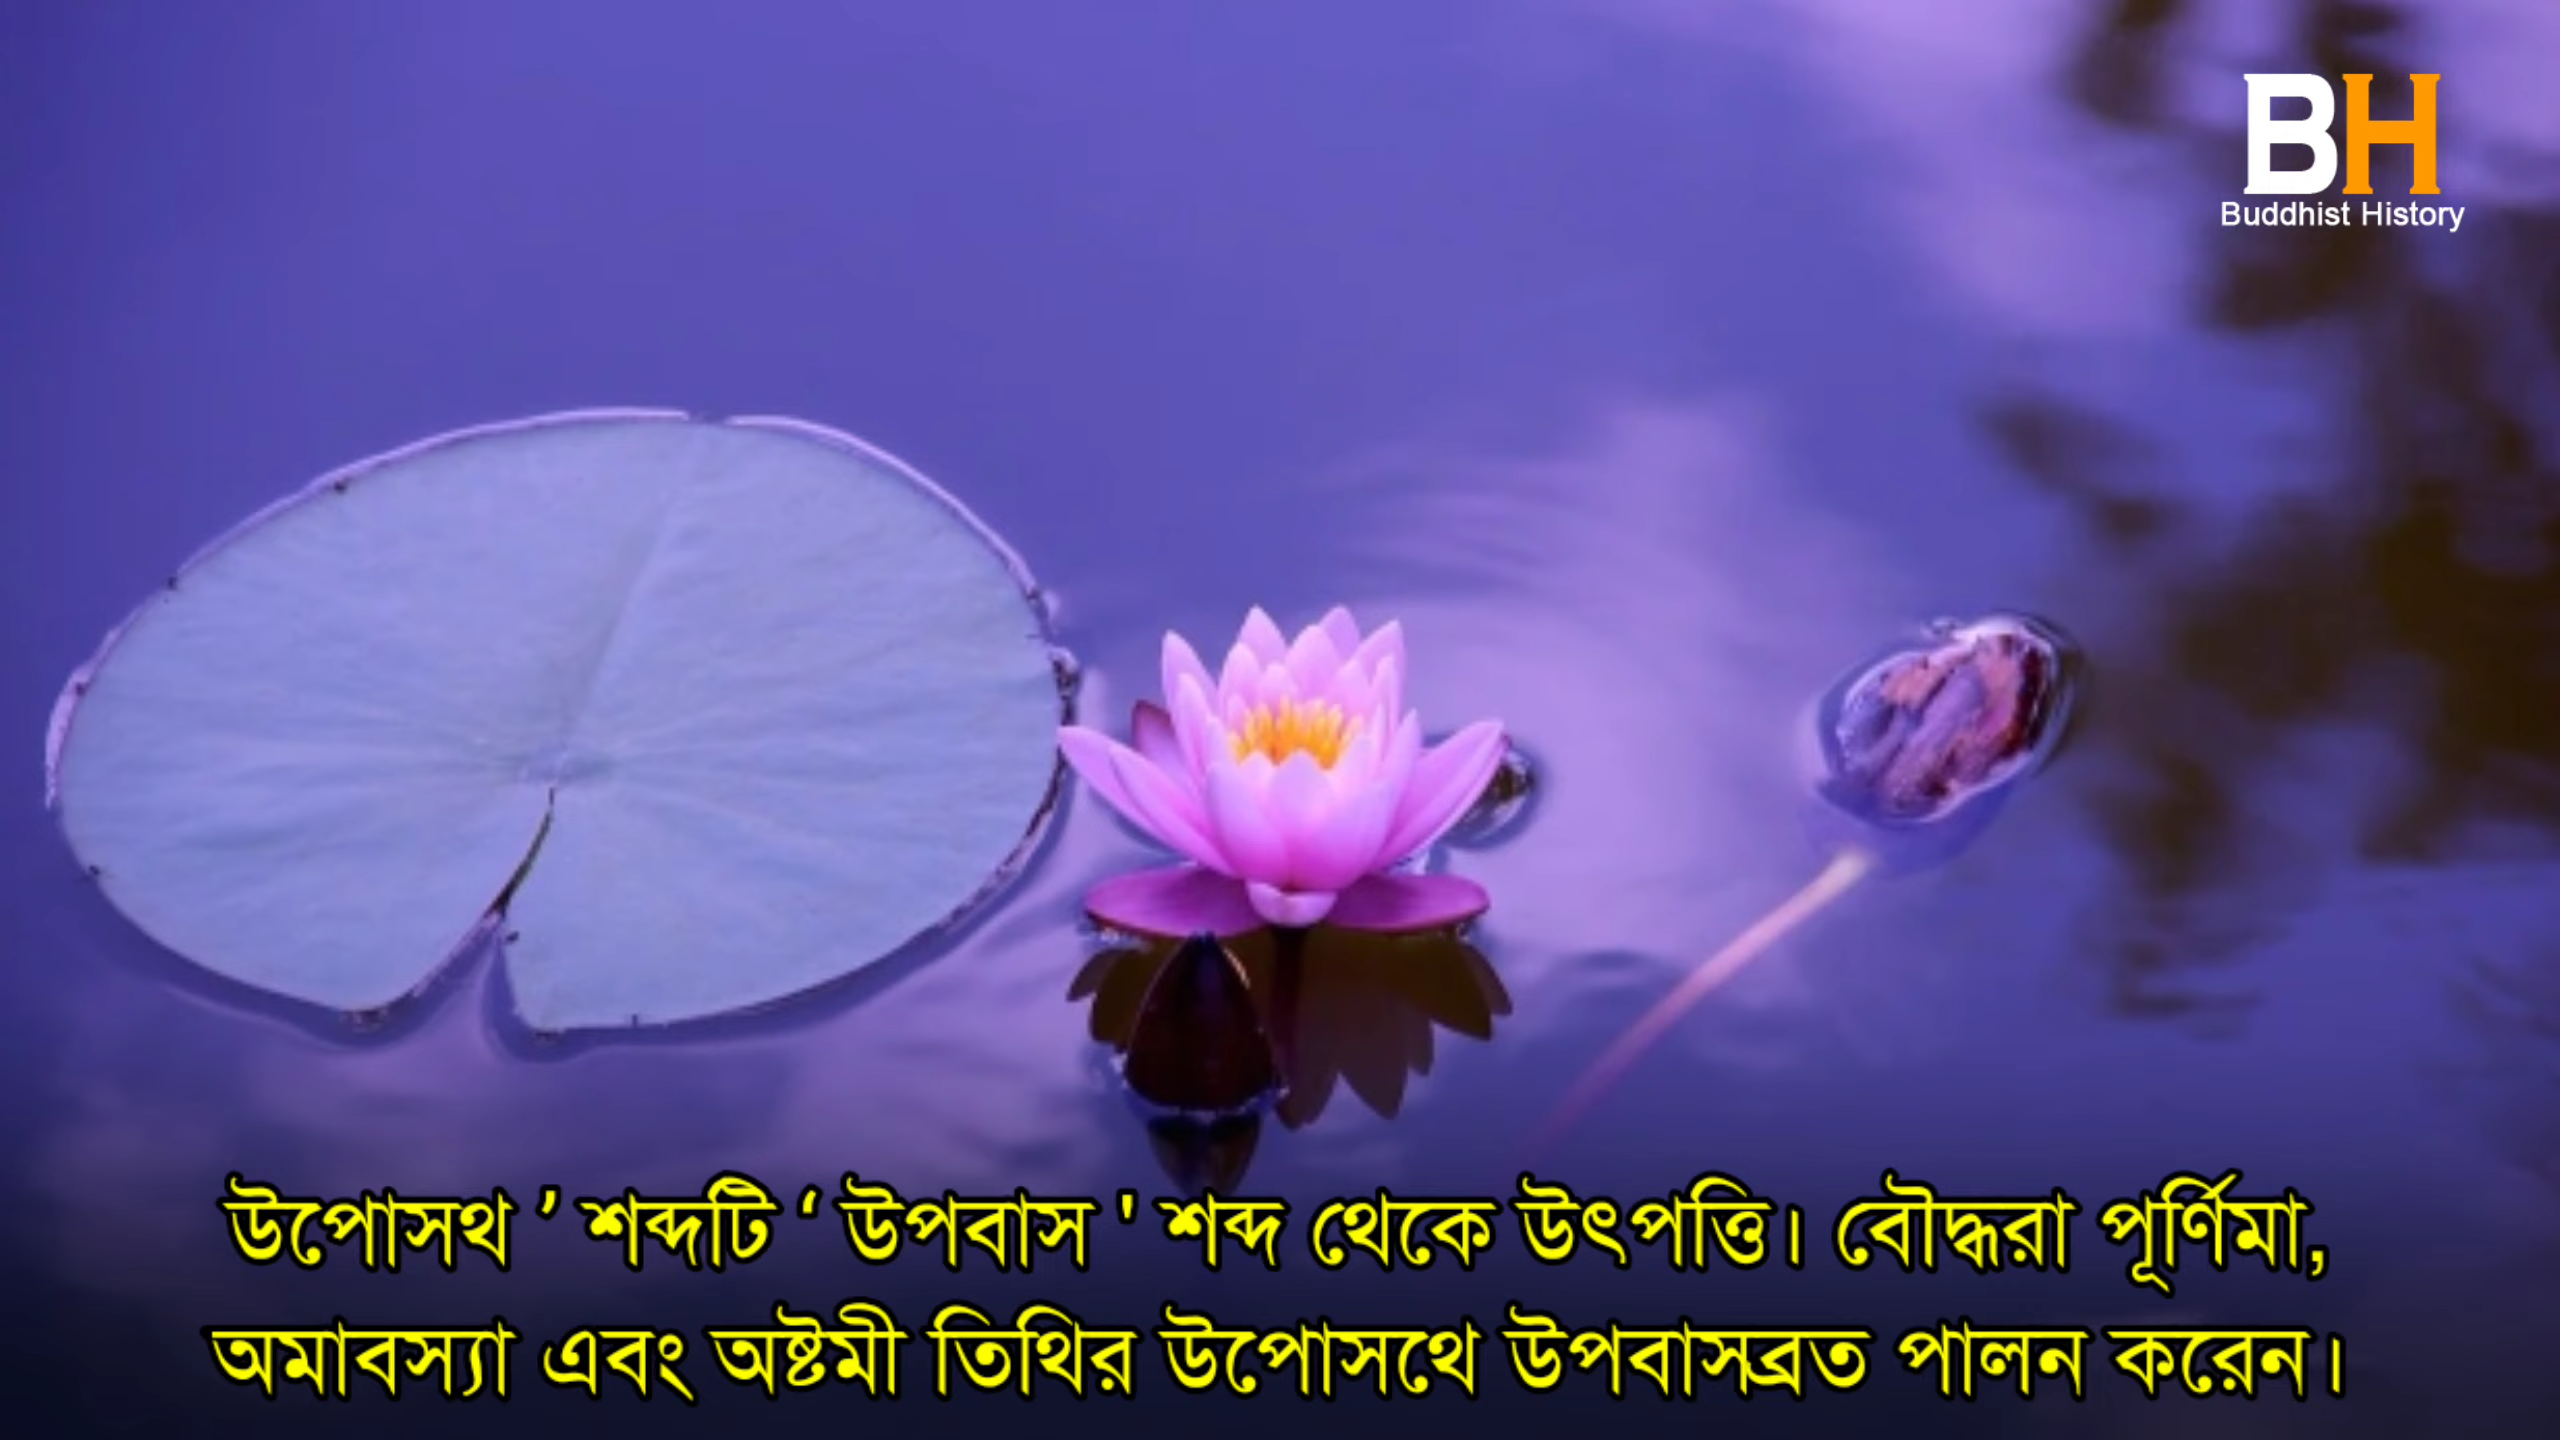 BH
Buddhist History
উপোসথ ’ শব্দটি ‘ উপবাস ' শব্দ থেকে উৎপত্তি। বৌদ্ধরা পূর্ণিমা,
অমাবস্যা এবং অষ্টমী তিথির উপোসথে উপবাসব্রত পালন করেন।